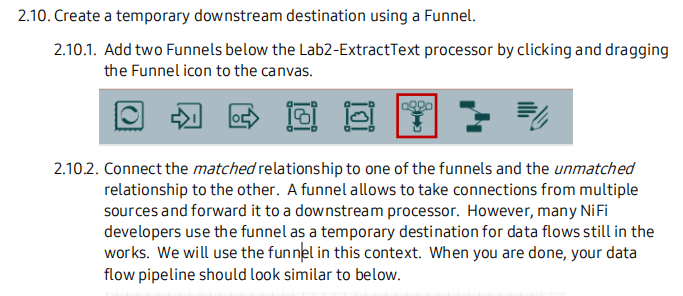 2.10. Create a temporary downstream destination using a Funnel.
2.10.1. Add two Funnels below the Lab2-ExtractText processor by clicking and dragging
the Funnel icon to the canvas.
2.10.2. Connect the matched relationship to one of the funnels and the unmatched
relationship to the other. A funnel allows to take connections from multiple
sources and forward it to a downstream processor. However, many NiFi
developers use the funnel as a temporary destination for data flows still in the
works. We will use the funnel in this context. When you are done, your data
flow pipeline should look similar to below.